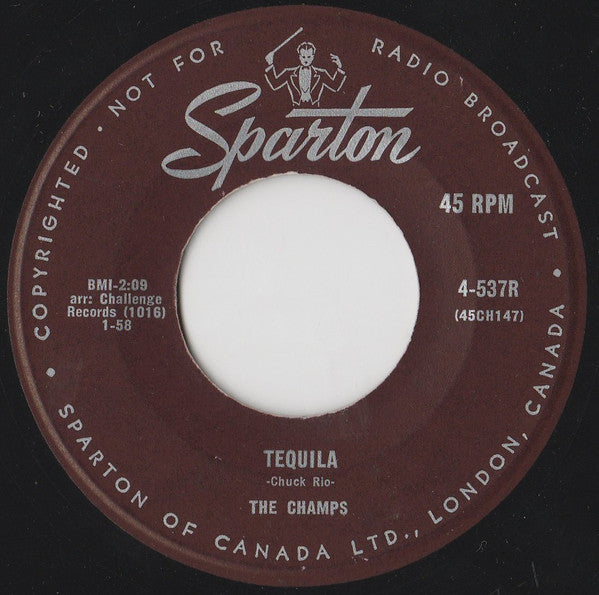 COPYRIGHTED • NOT FOR RADIO BROADCAST •
Sparton
45 RPM
BMI-2:09
arr: Challenge
Records (1016)
1-58
4-537R
(45CH147)
TEQUILA
-Chuck Rio-
THE CHAMPS
• SPARTON OF CANADA LTD., LONDON, CANADA